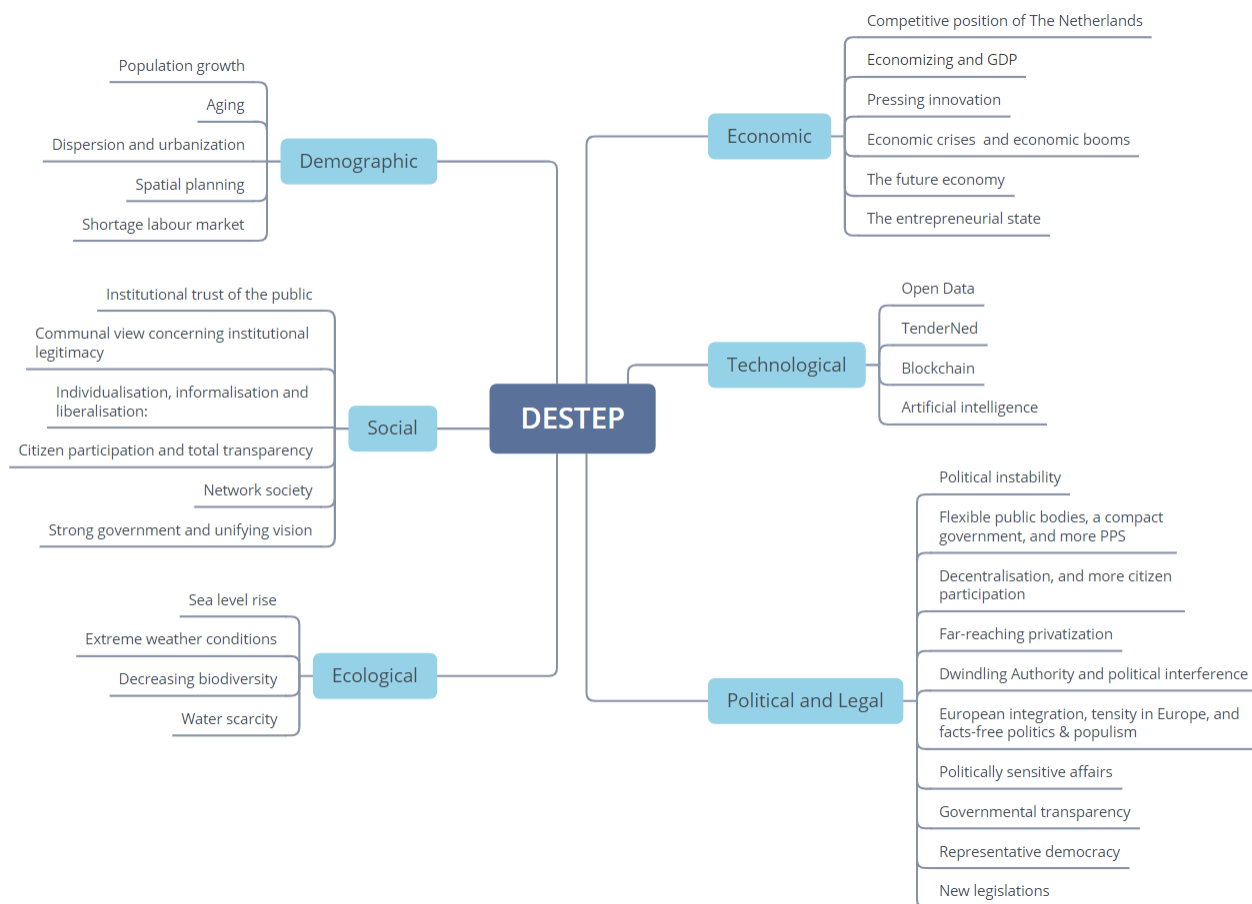 DESTEP
Demographic
Population growth
Aging
Dispersion and urbanization
Spatial planning
Shortage labour market
Social
Institutional trust of the public
Communal view concerning institutional
legitimacy
Individualisation, informalisation and
liberalisation:
Citizen participation and total transparency
Network society
Strong government and unifying vision
Ecological
Sea level rise
Extreme weather conditions
Decreasing biodiversity
Water scarcity
Economic
Competitive position of The Netherlands
Economizing and GDP
Pressing innovation
Economic crises  and economic booms
The future economy
The entrepreneurial state
Technological
Open Data
TenderNed
Blockchain
Artificial intelligence
Political and Legal
Political instability
Flexible public bodies, a compact
government, and more PPS
Decentralisation, and more citizen
participation
Far-reaching privatization
Dwindling Authority and political interference
European integration, tensity in Europe, and
facts-free politics & populism
Politically sensitive affairs
Governmental transparency
Representative democracy
New legislations